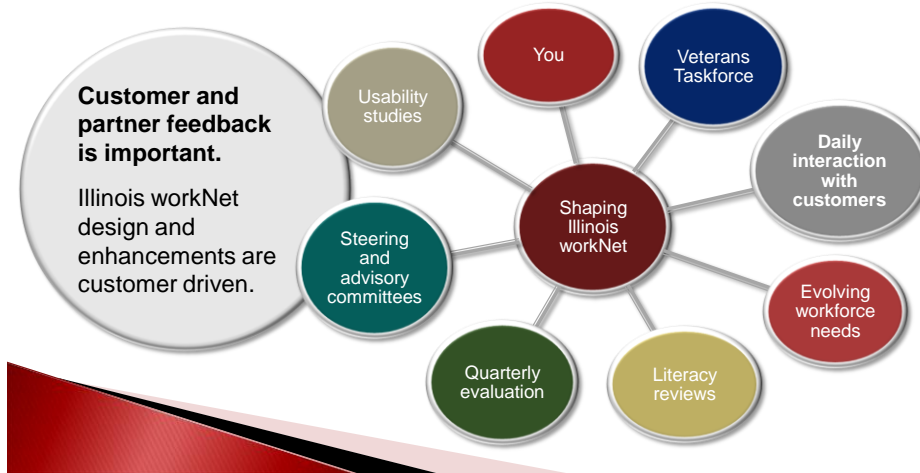 Customer and
partner feedback
is important.
Illinois workNet
design and
enhancements are
customer driven.
Usability
studies
You
Veterans
Taskforce
Daily
interaction
with
customers
Shaping
Illinois
workNet
Steering
and
advisory
committees
Evolving
workforce
needs
Quarterly
evaluation
Literacy
reviews